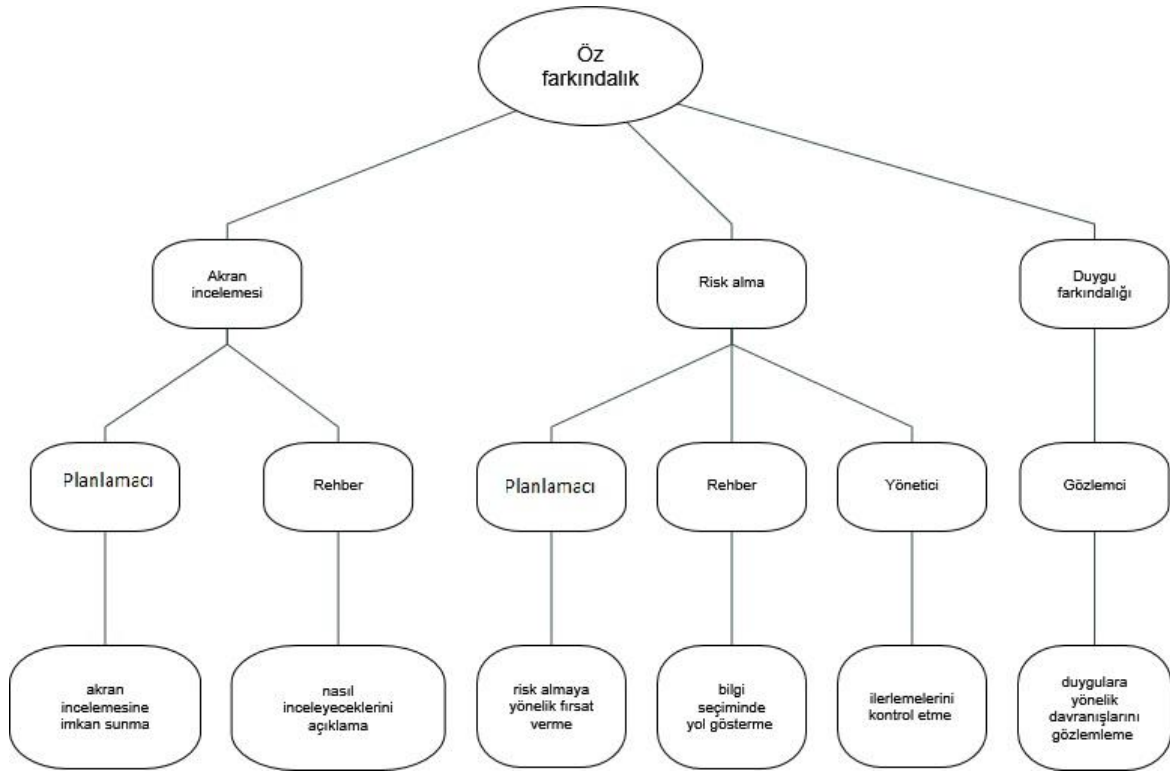 Öz
farkındalık
Akran
incelemesi
Risk alma
Duygu
farkındalığı
Planlamacı
Rehber
Planlamacı
Rehber
Yönetici
Gözlemci
akran
incelemesine
imkan sunma
nasıl
inceleyeceklerini
açıklama
risk almaya
yönelik fırsat
verme
bilgi
seçiminde
yol gösterme
ilerlemelerini
kontrol etme
duygulara
yönelik
davranışlarını
gözlemleme